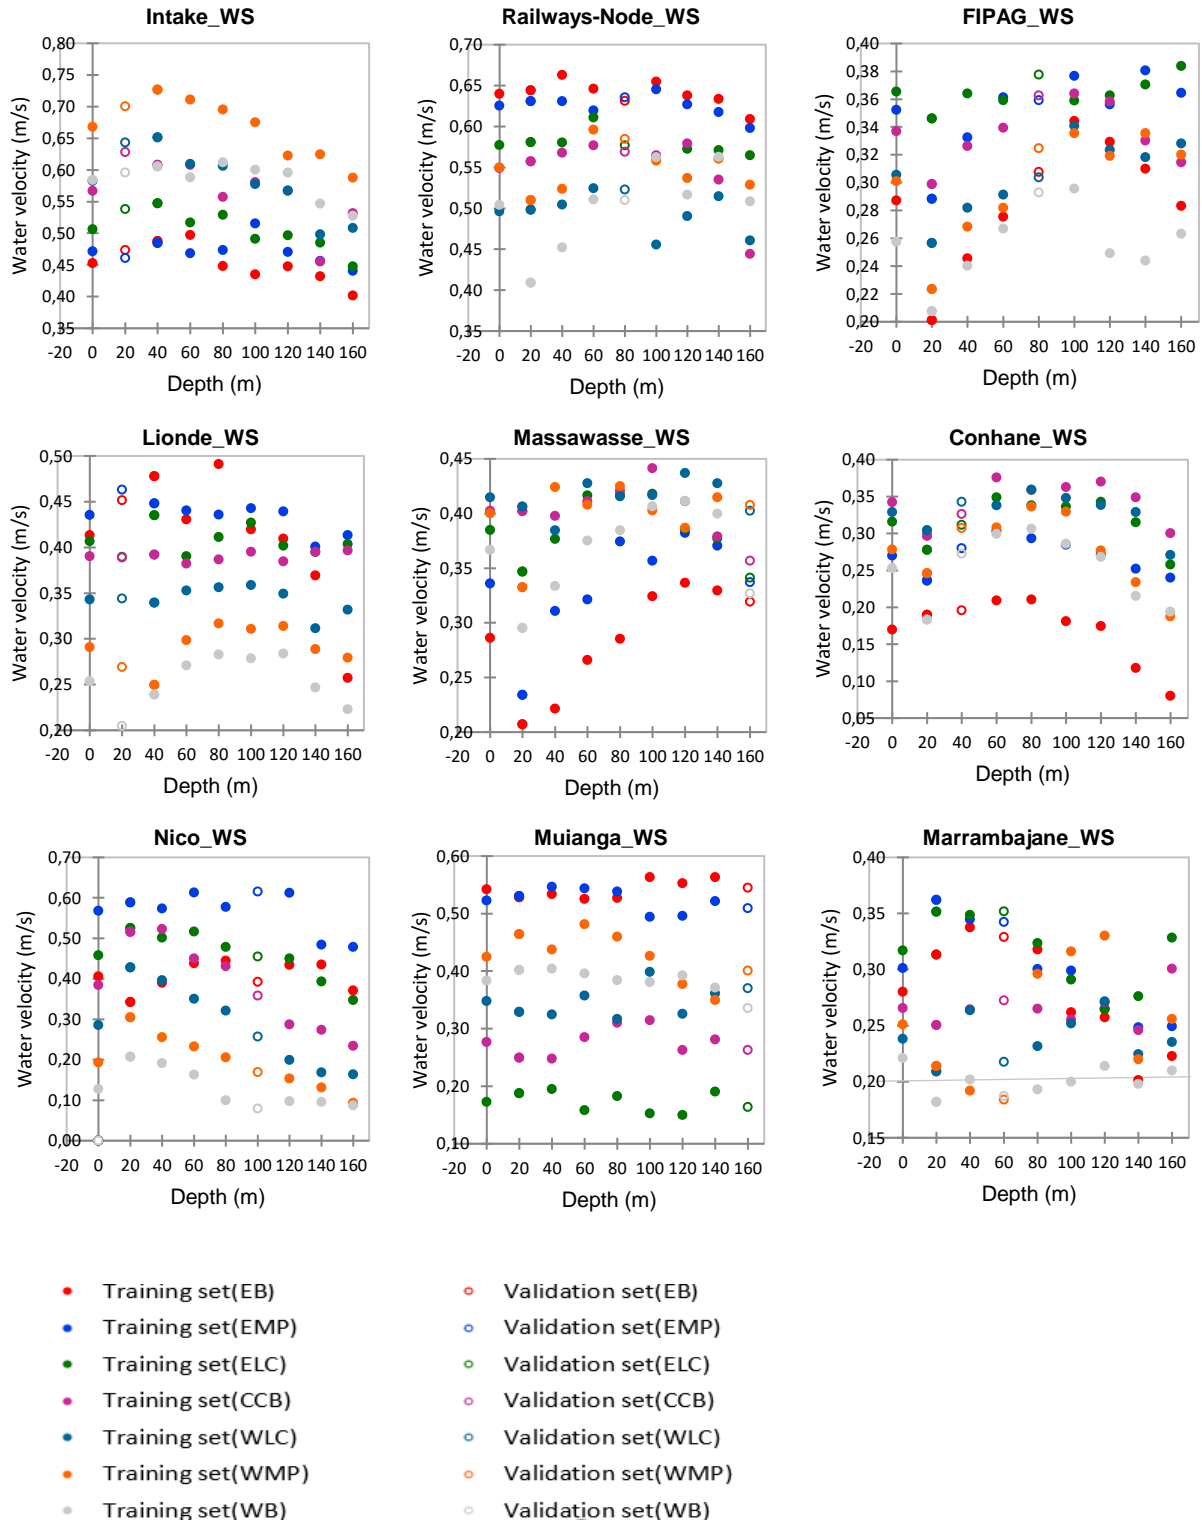 Intake_WS
Water velocity (m/s)
0,80
0,75
0,70
0,65
0,60
0,55
0,50
0,45
0,40
0,35
-20 0 20 40 60 80 100 120 140 160
Depth (m)
Railways-Node_WS
Water velocity (m/s)
0,70
0,65
0,60
0,55
0,50
0,45
0,40
0,35
-20 0 20 40 60 80 100 120 140 160
Depth (m)
FIPAG_WS
Water velocity (m/s)
0,40
0,38
0,36
0,34
0,32
0,30
0,28
0,26
0,24
0,22
0,20
-20 0 20 40 60 80 100 120 140 160
Depth (m)
Lionde_WS
Water velocity (m/s)
0,50
0,45
0,40
0,35
0,30
0,25
0,20
-20 0 20 40 60 80 100 120 140 160
Depth (m)
Massawasse_WS
Water velocity (m/s)
0,45
0,40
0,35
0,30
0,25
0,20
-20 0 20 40 60 80 100 120 140 160
Depth (m)
Conhane_WS
Water velocity (m/s)
0,40
0,35
0,30
0,25
0,20
0,15
0,10
0,05
-20 0 20 40 60 80 100 120 140 160
Depth (m)
Nico_WS
Water velocity (m/s)
0,70
0,60
0,50
0,40
0,30
0,20
0,10
0,00
-20 0 20 40 60 80 100 120 140 160
Depth (m)
Muianga_WS
Water velocity (m/s)
0,60
0,50
0,40
0,30
0,20
0,10
-20 0 20 40 60 80 100 120 140 160
Depth (m)
Marrambajane_WS
Water velocity (m/s)
0,40
0,35
0,30
0,25
0,20
0,15
-20 0 20 40 60 80 100 120 140 160
Depth (m)
Training set(EB)
Training set(EMP)
Training set(ELC)
Training set(CCB)
Training set(WLC)
Training set(WMP)
Training set(WB)
Validation set(EB)
Validation set(EMP)
Validation set(ELC)
Validation set(CCB)
Validation set(WLC)
Validation set(WMP)
Validation set(WB)